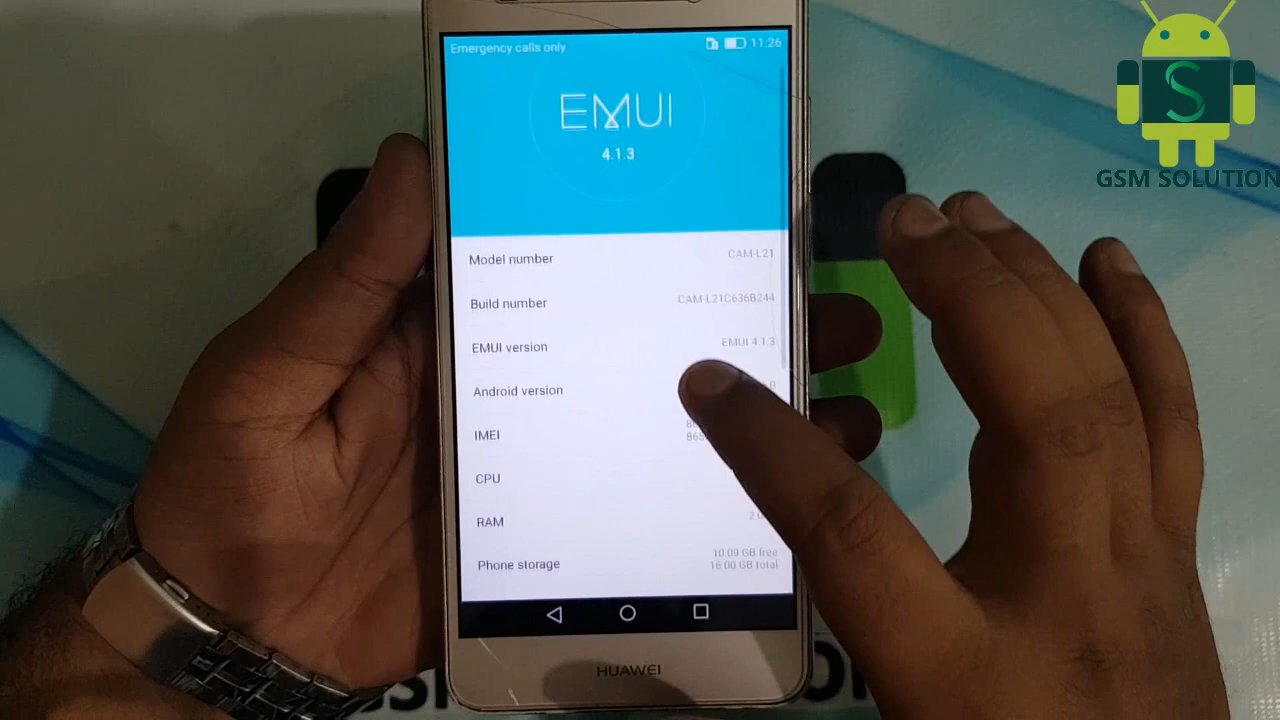 Emergency calls only 11:26
EMUI
4.1.3
Model number CAM-L21
Build number CAM-L21C636B244
EMUI version EMUI 4.1.3
Android version
IMEI
CPU
RAM
Phone storage 10.09 GB free
16.00 GB total
HUAWEI
S
GSM SOLUTION